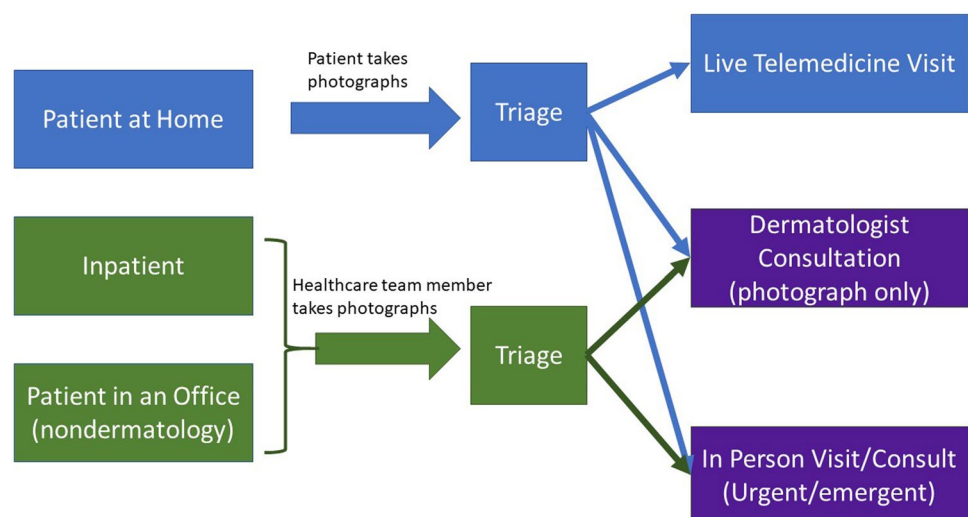 Patient at Home
Patient takes
photographs
Triage
Live Telemedicine Visit
Inpatient
Patient in an Office
(nondermatology)
Healthcare team member
takes photographs
Triage
Dermatologist
Consultation
(photograph only)
In Person Visit/Consult
(Urgent/emergent)